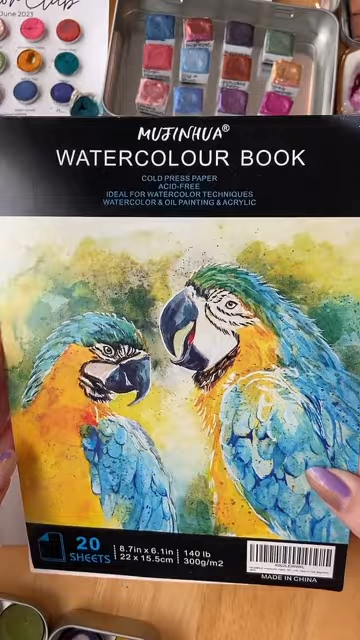 Club
June 2023
MUJINHUA®
WATERCOLOUR BOOK
COLD PRESS PAPER
ACID-FREE
IDEAL FOR WATERCOLOR TECHNIQUES
WATERCOLOR & OIL PAINTING & ACRYLIC
20
SHEETS
8.7in x 6.1in
22 x 15.5cm
140 lb
300g/m2
MADE IN CHINA